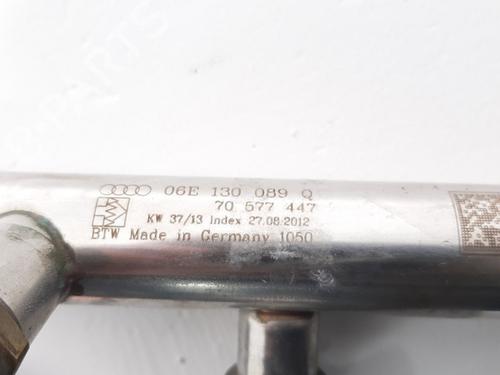 06E 130 089 Q
70 577 447
KW 37/13 Index 27.08.2012
BTW Made in Germany 1050